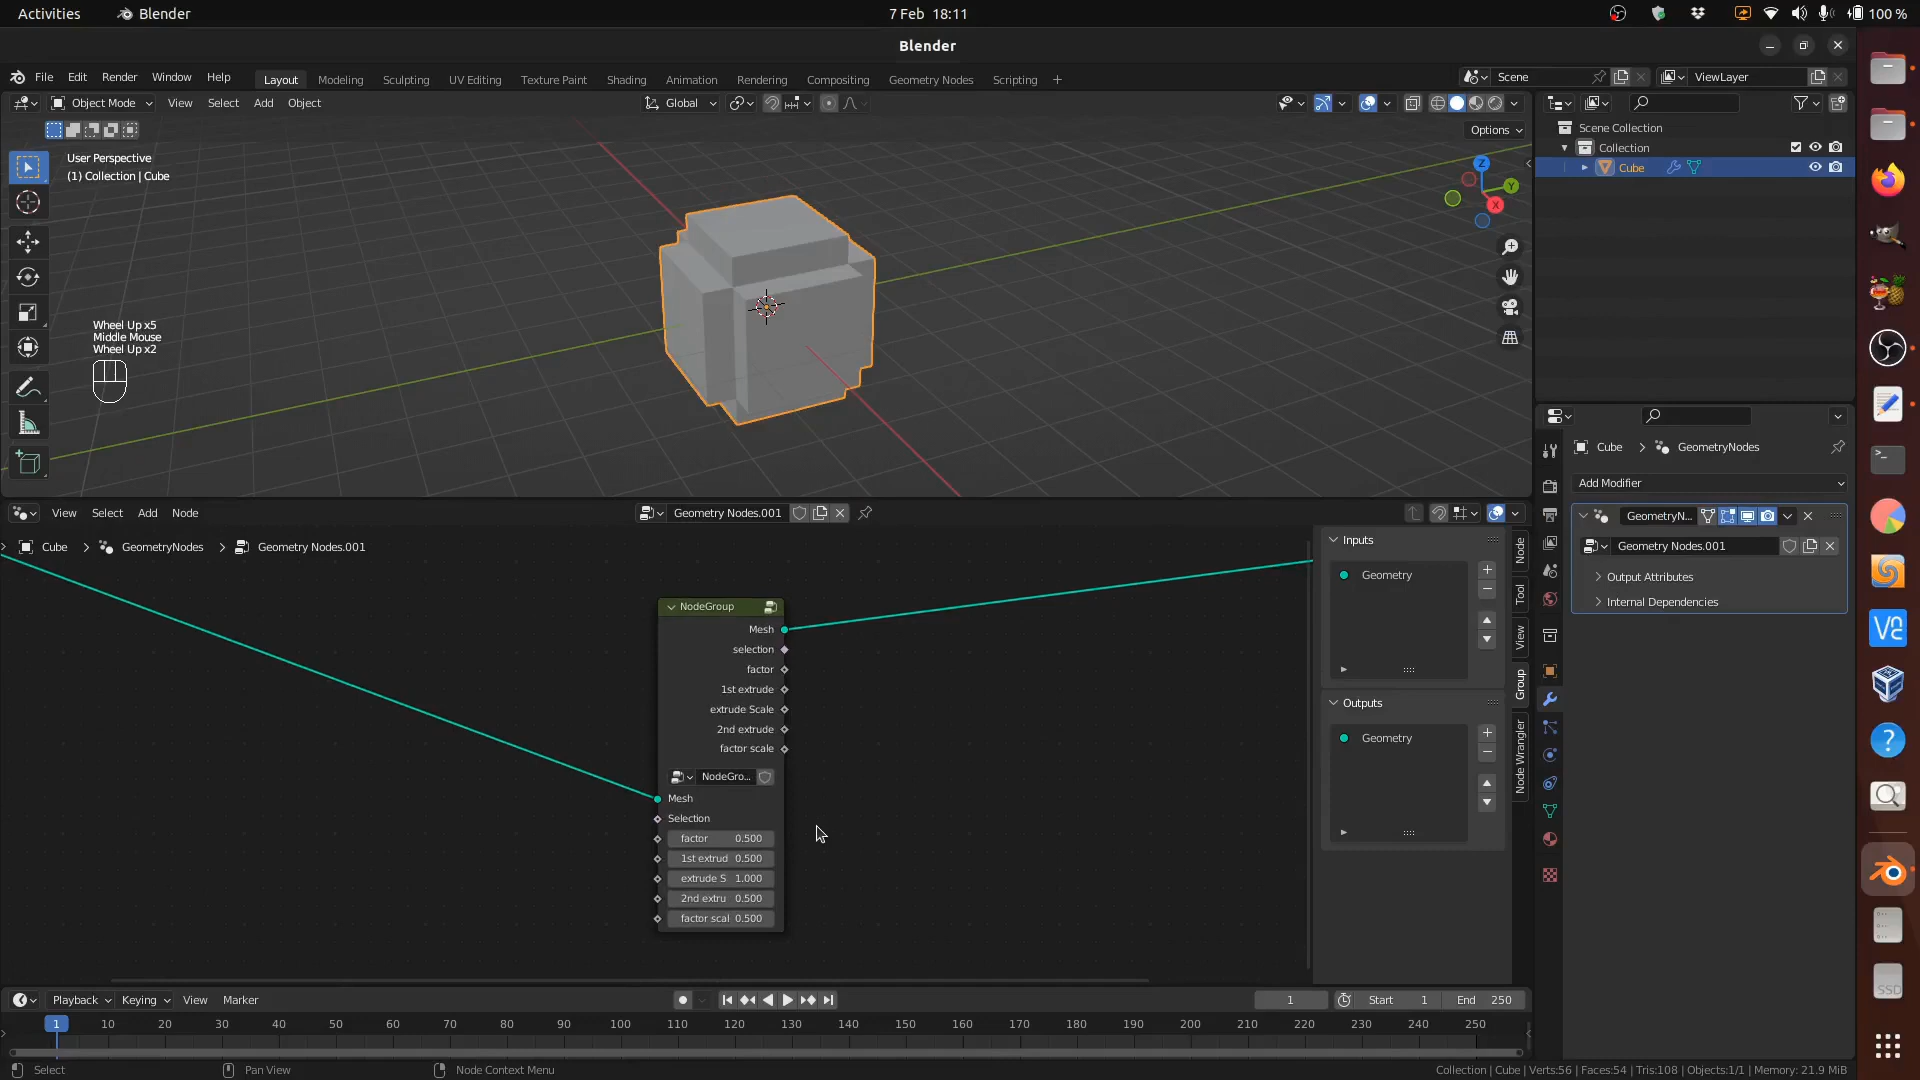 Activities
Blender
7 Feb 18:11
100 %
Blender
File
Edit
Render
Window
Help
Layout
Modeling
Sculpting
UV Editing
Texture Paint
Shading
Animation
Rendering
Compositing
Geometry Nodes
Scripting
+
Scene
ViewLayer
Object Mode
View
Select
Add
Object
Global
Options
User Perspective
(1) Collection | Cube
Z
Y
X
Wheel Up x5
Middle Mouse
Wheel Up x2
Scene Collection
Collection
Cube
Cube
GeometryNodes
Add Modifier
GeometryN...
Geometry Nodes.001
Output Attributes
Internal Dependencies
View
Select
Add
Node
Geometry Nodes.001
Cube
GeometryNodes
Geometry Nodes.001
NodeGroup
Mesh
selection
factor
1st extrude
extrude Scale
2nd extrude
factor scale
NodeGro...
Mesh
Selection
factor 0.500
1st extrud 0.500
extrude S 1.000
2nd extru 0.500
factor scal 0.500
Inputs
Geometry
Outputs
Geometry
Node
Tool
View
Group
Node Wrangler
Playback
Keying
View
Marker
1
Start 1
End 250
1
10
20
30
40
50
60
70
80
90
100
110
120
130
140
150
160
170
180
190
200
210
220
230
240
250
Select
Pan View
Node Context Menu
Collection | Cube | Verts:56 | Faces:54 | Tris:108 | Objects:1/1 | Memory: 21.9 MiB
SSD